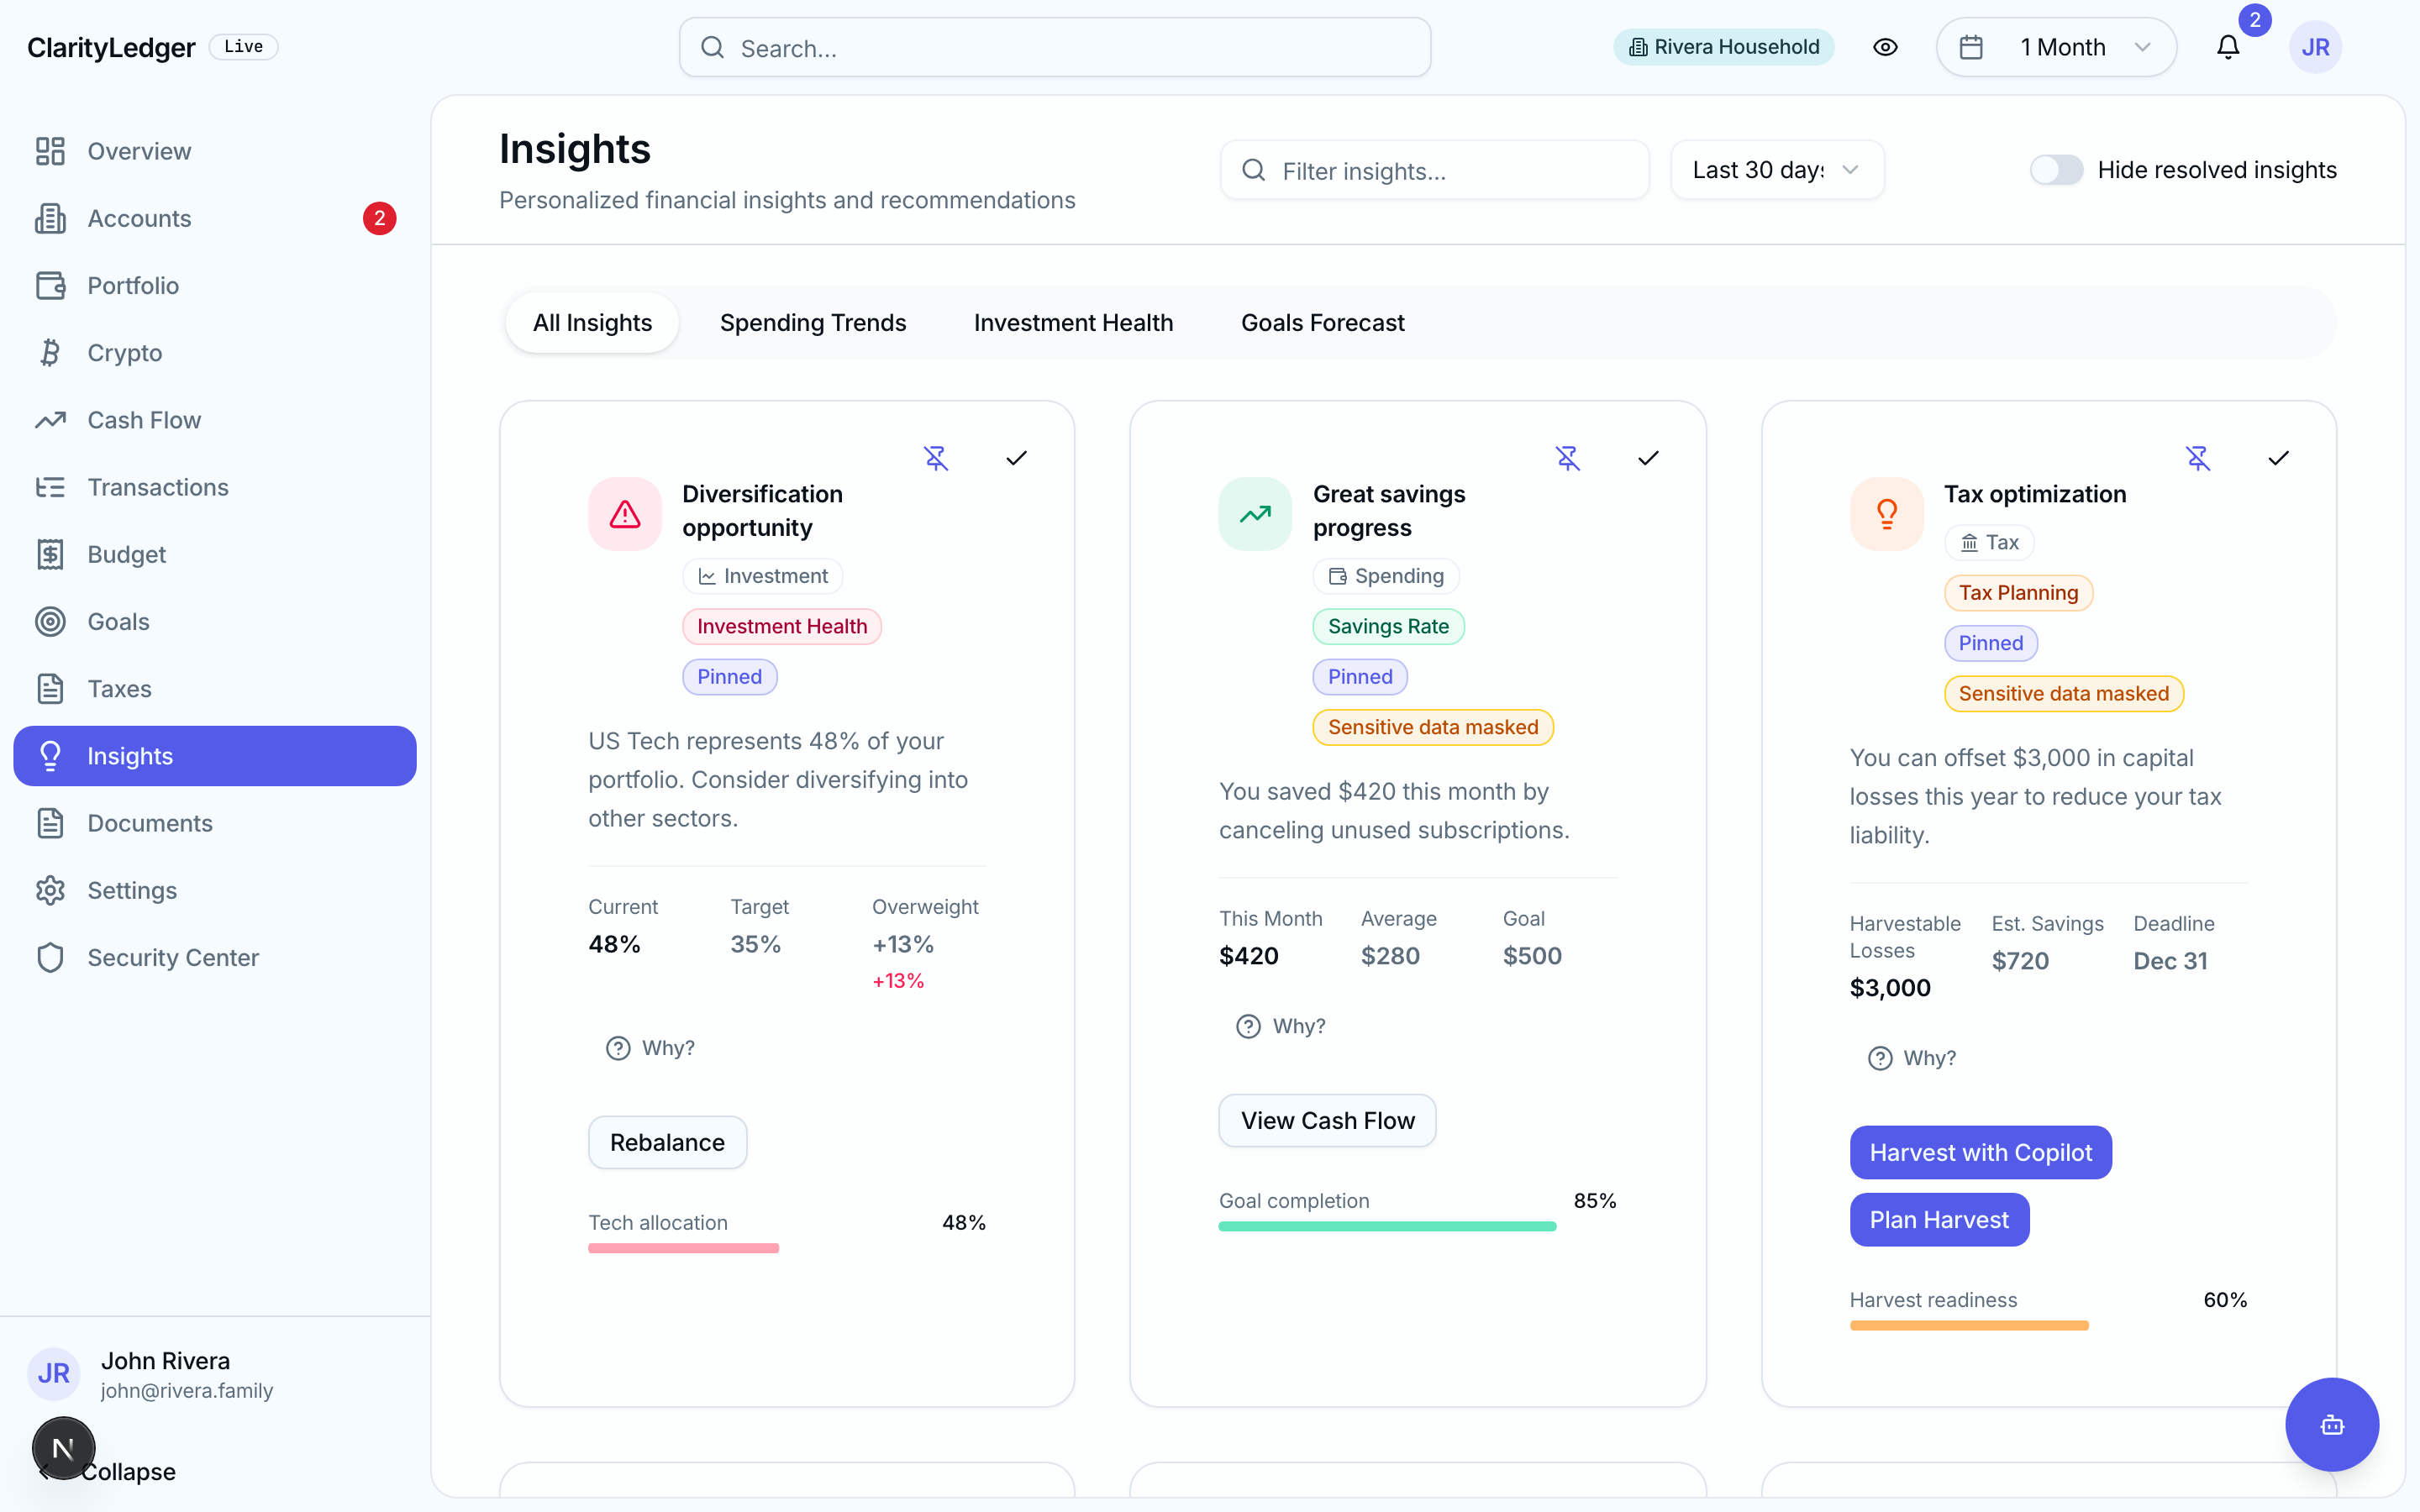 ClarityLedger
Live
Search...
Rivera Household
1 Month
2
JR
Overview
Accounts
2
Portfolio
Crypto
Cash Flow
Transactions
Budget
Goals
Taxes
Insights
Documents
Settings
Security Center
JR
John Rivera
john@rivera.family
N
Collapse
Insights
Personalized financial insights and recommendations
Filter insights...
Last 30 days
Hide resolved insights
All Insights
Spending Trends
Investment Health
Goals Forecast
Diversification
opportunity
Investment
Investment Health
Pinned
US Tech represents 48% of your
portfolio. Consider diversifying into
other sectors.
Current
Target
Overweight
48%
35%
+13%
+13%
Why?
Rebalance
Tech allocation
48%
Great savings
progress
Spending
Savings Rate
Pinned
Sensitive data masked
You saved $420 this month by
canceling unused subscriptions.
This Month
Average
Goal
$420
$280
$500
Why?
View Cash Flow
Goal completion
85%
Tax optimization
Tax
Tax Planning
Pinned
Sensitive data masked
You can offset $3,000 in capital
losses this year to reduce your tax
liability.
Harvestable
Losses
Est. Savings
Deadline
$3,000
$720
Dec 31
Why?
Harvest with Copilot
Plan Harvest
Harvest readiness
60%